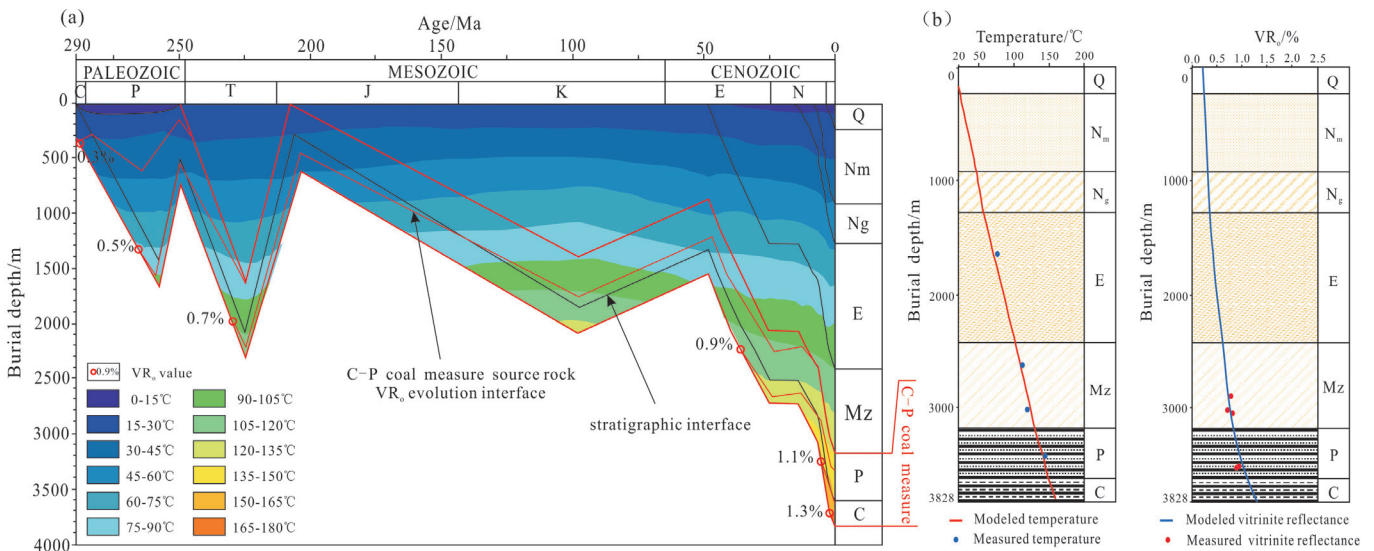 (a)
Age/Ma
290 250 200 150 100 50 0
PALEOZOIC MESOZOIC CENOZOIC
C P T J K E N
Burial depth/m
0
500
1000
1500
2000
2500
3000
3500
4000
0.3%
0.5%
0.7%
0.9%
1.1%
1.3%
C-P coal measure source rock
VRo evolution interface
stratigraphic interface
0.9% VRo value
0-15℃
15-30℃
30-45℃
45-60℃
60-75℃
75-90℃
90-105℃
105-120℃
120-135℃
135-150℃
150-165℃
165-180℃
Q
Nm
Ng
E
Mz
P
C
C-P coal measure
(b)
Temperature/℃
20 50 100 150 200
Burial depth/m
0
1000
2000
3000
3828
Q
Nm
Ng
E
Mz
P
C
Modeled temperature
Measured temperature
VRo/%
0.0 0.5 1.0 1.5 2.0 2.5
Burial depth/m
0
1000
2000
3000
3828
Q
Nm
Ng
E
Mz
P
C
Modeled vitrinite reflectance
Measured vitrinite reflectance